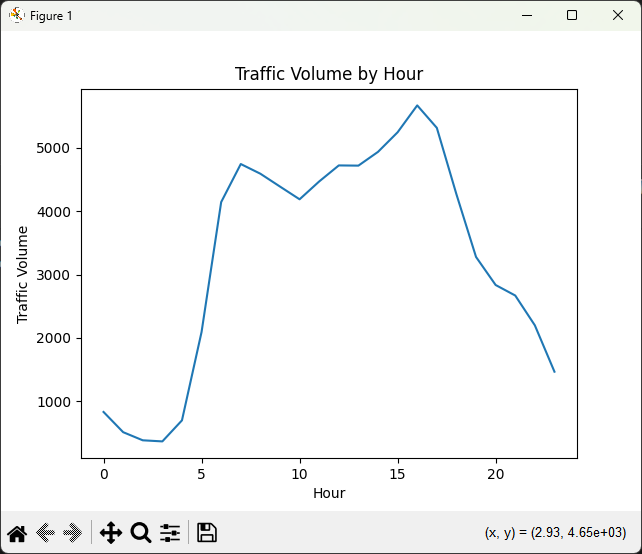 Figure 1
Traffic Volume by Hour
Traffic Volume
5000
4000
3000
2000
1000
0 5 10 15 20
Hour
(x, y) = (2.93, 4.65e+03)